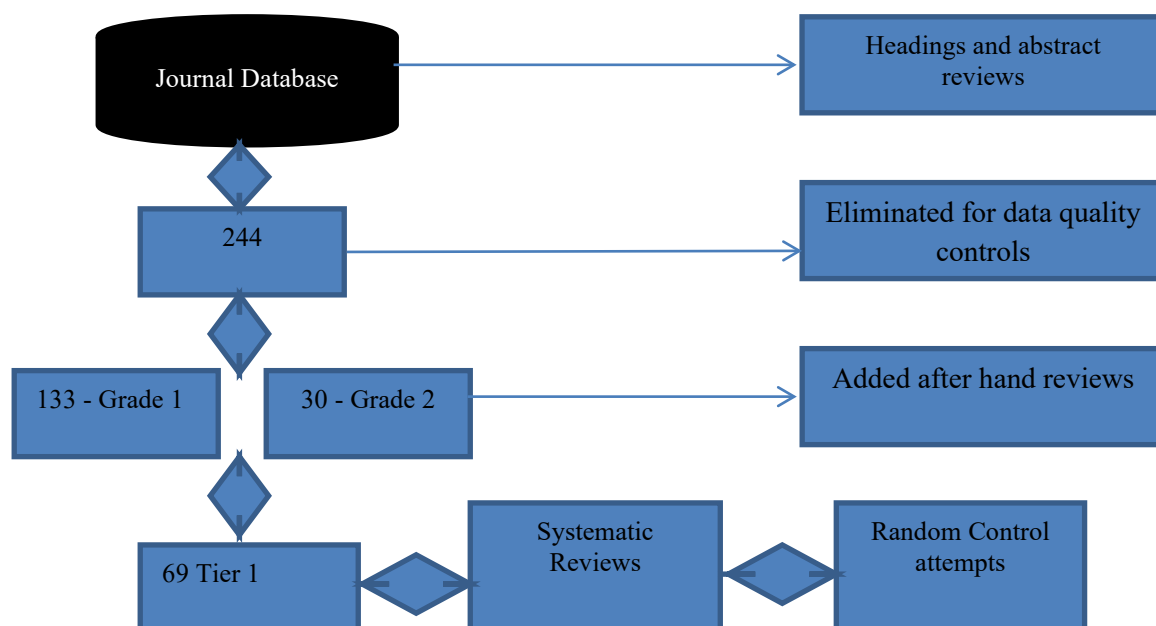 Journal Database
Headings and abstract
reviews
244
Eliminated for data quality
controls
133 - Grade 1
30 - Grade 2
Added after hand reviews
69 Tier 1
Systematic
Reviews
Random Control
attempts